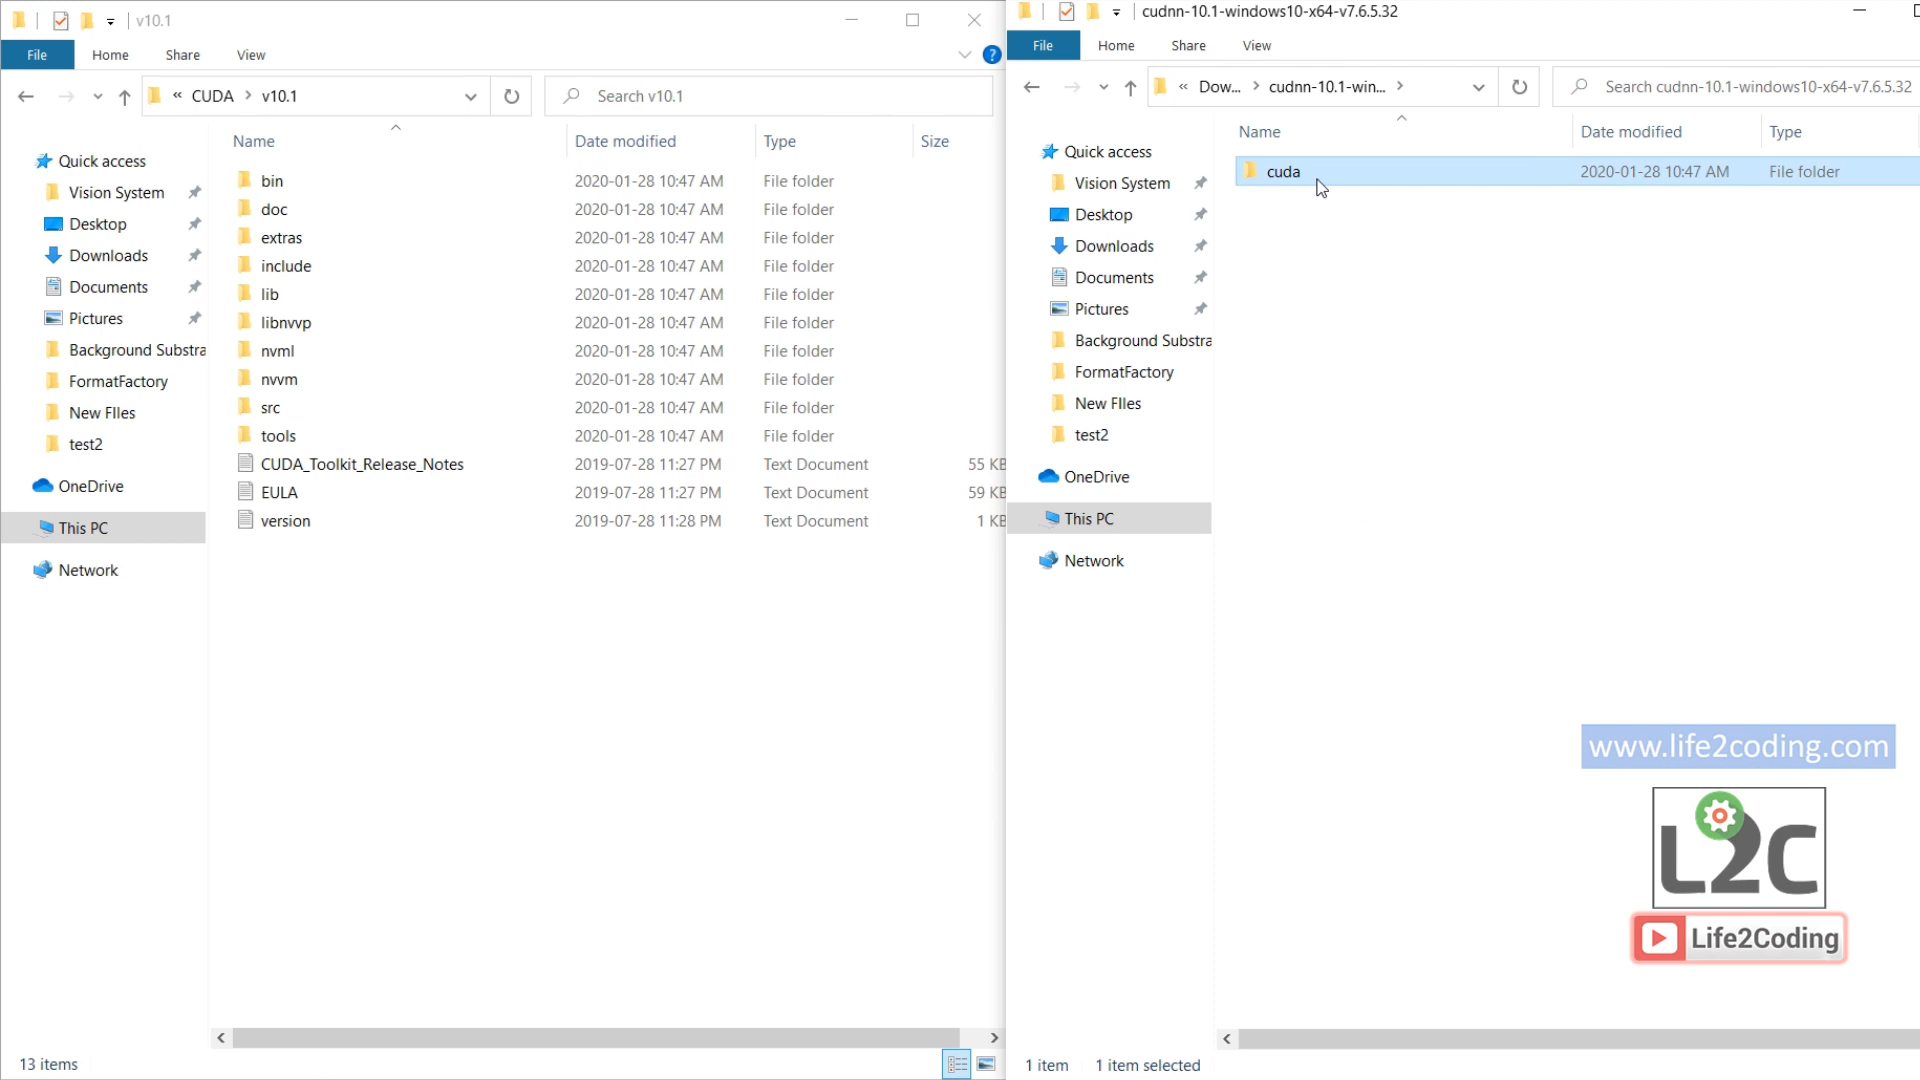 v10.1
File Home Share View
« CUDA > v10.1
Search v10.1
Name Date modified Type Size
Quick access
Vision System
Desktop
Downloads
Documents
Pictures
Background Substra
FormatFactory
New FIles
test2
OneDrive
This PC
Network
bin 2020-01-28 10:47 AM File folder
doc 2020-01-28 10:47 AM File folder
extras 2020-01-28 10:47 AM File folder
include 2020-01-28 10:47 AM File folder
lib 2020-01-28 10:47 AM File folder
libnvvp 2020-01-28 10:47 AM File folder
nvml 2020-01-28 10:47 AM File folder
nvvm 2020-01-28 10:47 AM File folder
src 2020-01-28 10:47 AM File folder
tools 2020-01-28 10:47 AM File folder
CUDA_Toolkit_Release_Notes 2019-07-28 11:27 PM Text Document 55 KB
EULA 2019-07-28 11:27 PM Text Document 59 KB
version 2019-07-28 11:28 PM Text Document 1 KB
13 items
cudnn-10.1-windows10-x64-v7.6.5.32
File Home Share View
« Dow... > cudnn-10.1-win... >
Search cudnn-10.1-windows10-x64-v7.6.5.32
Name Date modified Type
Quick access
Vision System
Desktop
Downloads
Documents
Pictures
Background Substra
FormatFactory
New FIles
test2
OneDrive
This PC
Network
cuda 2020-01-28 10:47 AM File folder
www.life2coding.com
L2C
Life2Coding
1 item 1 item selected